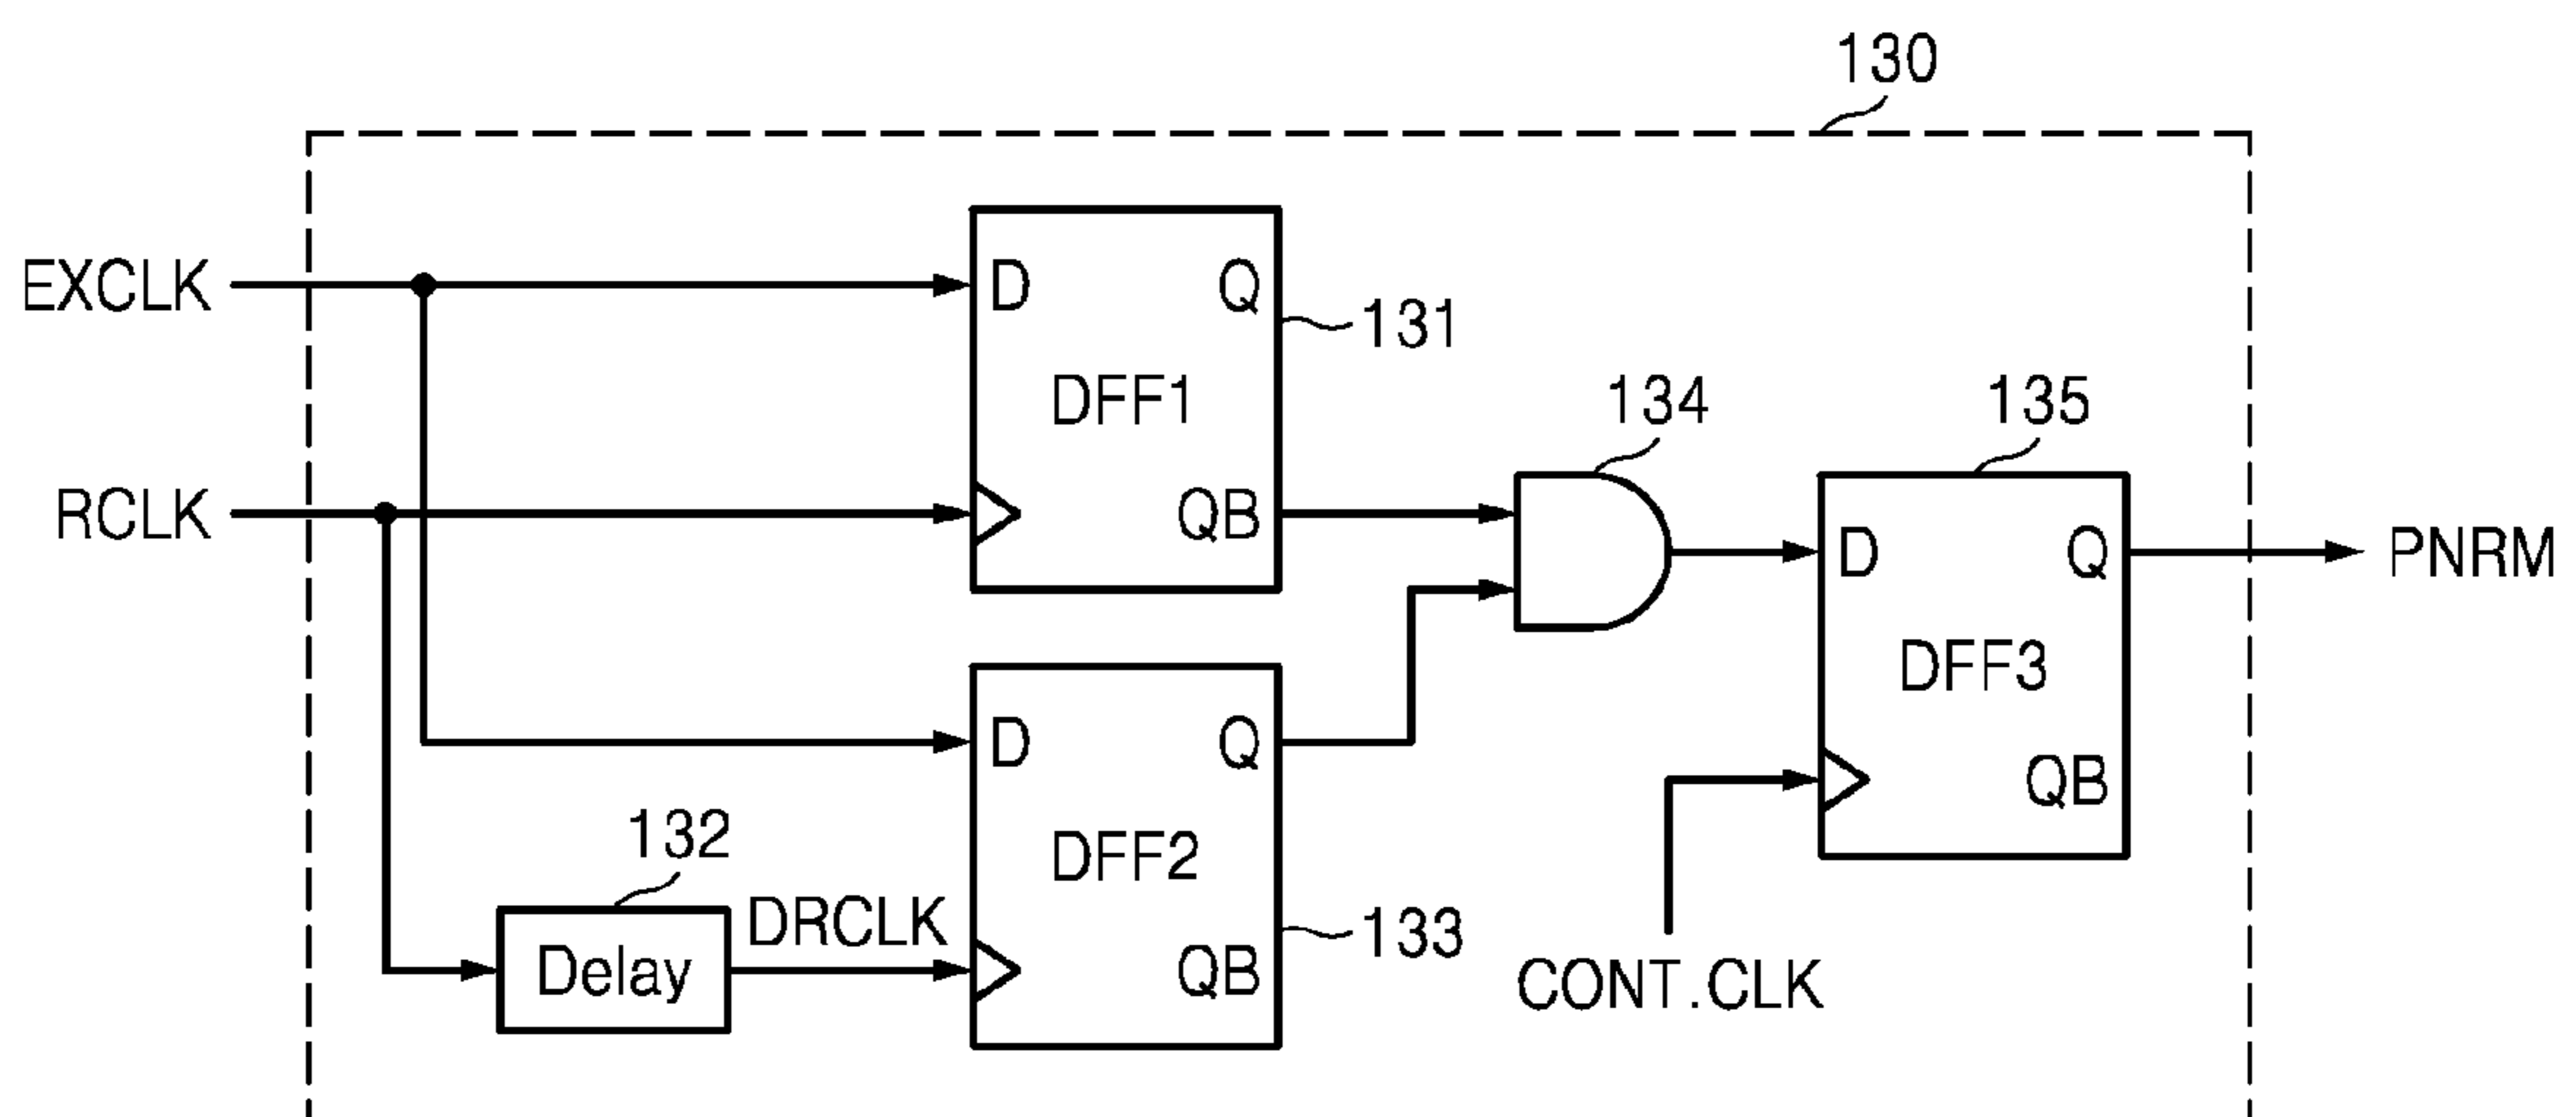 130
EXCLK
D
Q
131
DFF1
134
135
RCLK
QB
D
Q
PNRM
DFF3
D
Q
QB
132
DFF2
DRCLK
133
Delay
QB
CONT.CLK